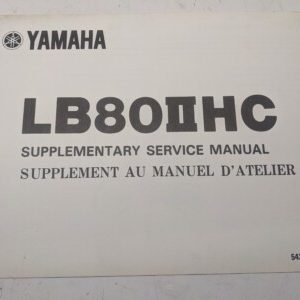 YAMAHA
LB80IIHC
SUPPLEMENTARY SERVICE MANUAL
SUPPLEMENT AU MANUEL D'ATELIER